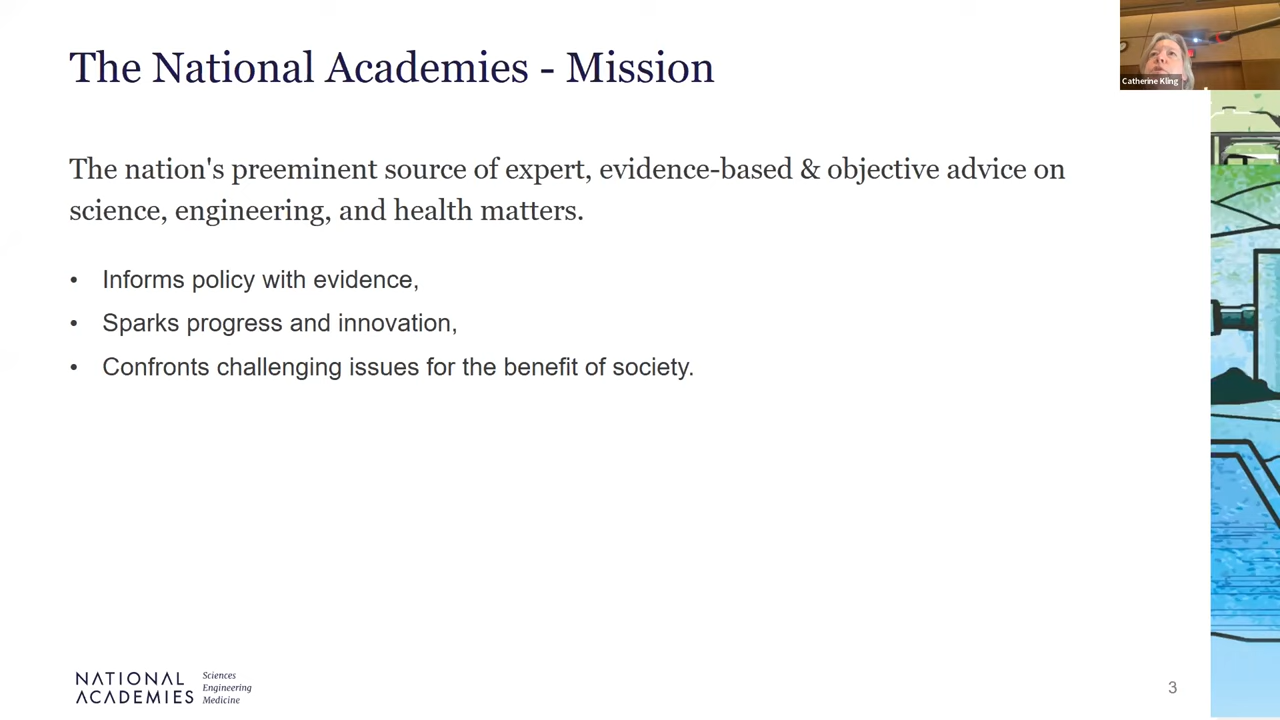 The National Academies - Mission
Catherine Kling
The nation's preeminent source of expert, evidence-based & objective advice on
science, engineering, and health matters.
• Informs policy with evidence,
• Sparks progress and innovation,
• Confronts challenging issues for the benefit of society.
NATIONAL
ACADEMIES
Sciences
Engineering
Medicine
3